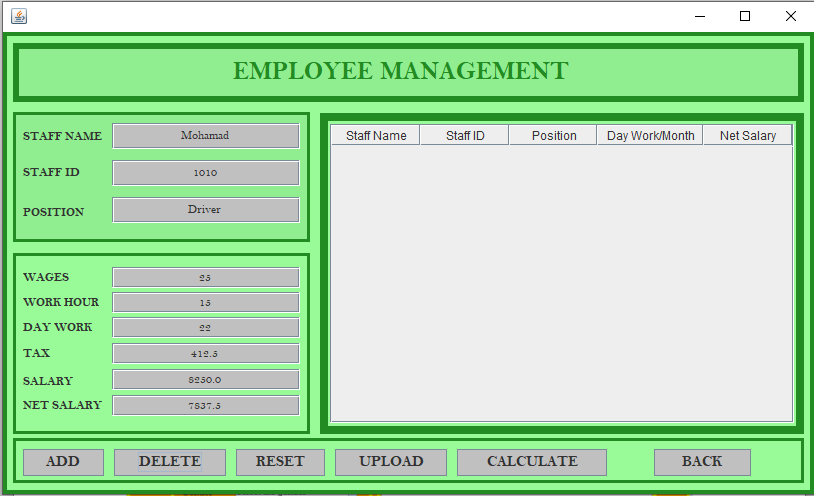 EMPLOYEE MANAGEMENT
STAFF NAME Mohamad
STAFF ID 1010
POSITION Driver
WAGES 25
WORK HOUR 15
DAY WORK 22
TAX 412.5
SALARY 8250.0
NET SALARY 7837.5
Staff Name Staff ID Position Day Work/Month Net Salary
ADD DELETE RESET UPLOAD CALCULATE BACK